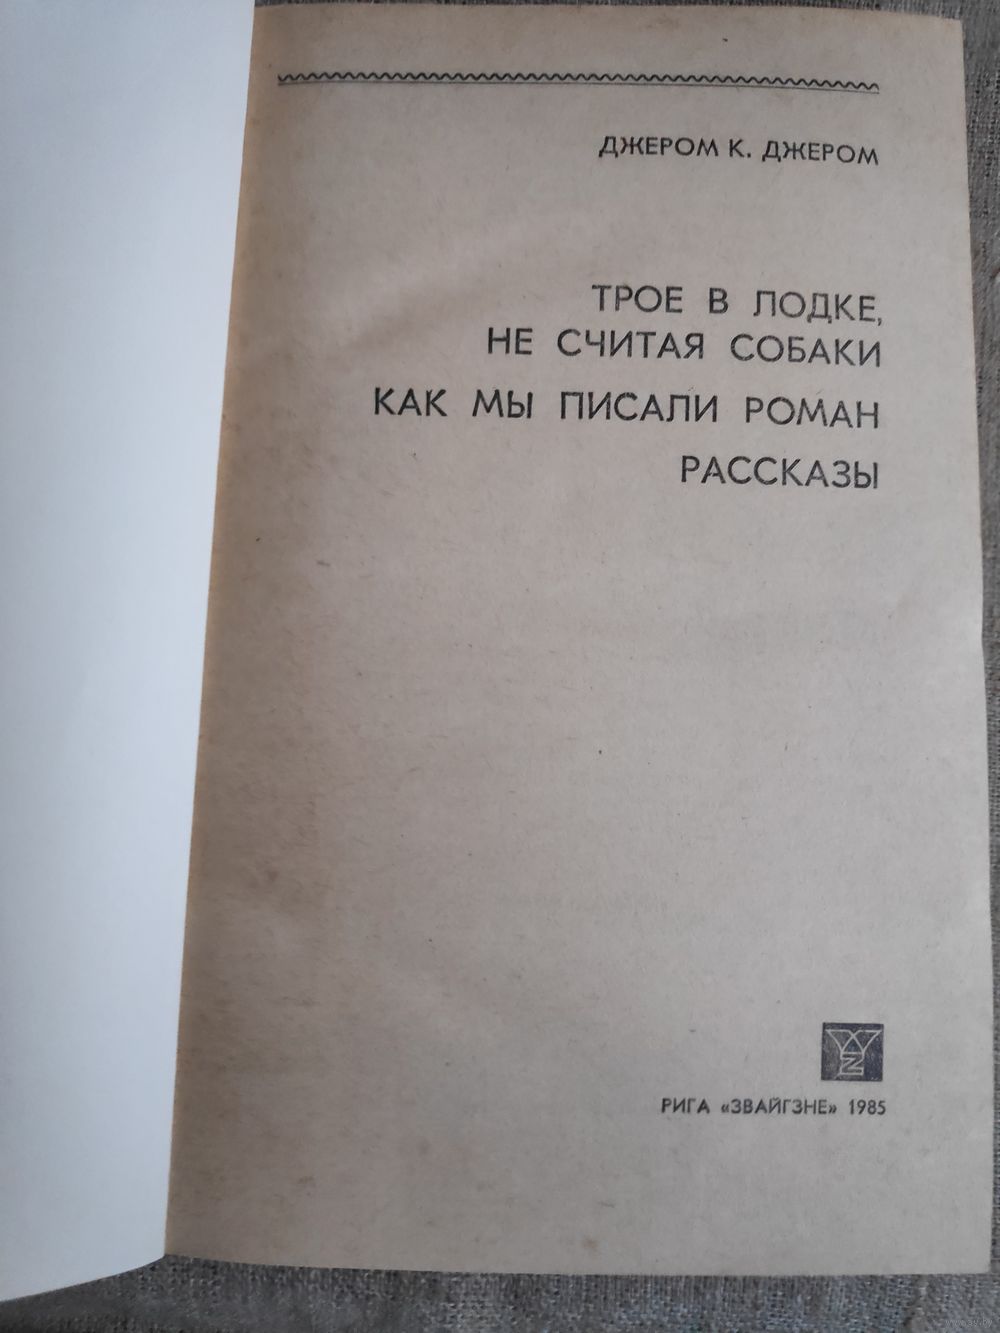 ДЖЕРОМ К. ДЖЕРОМ
ТРОЕ В ЛОДКЕ,
НЕ СЧИТАЯ СОБАКИ
КАК МЫ ПИСАЛИ РОМАН
РАССКАЗЫ
РИГА «ЗВАЙГЗНЕ» 1985